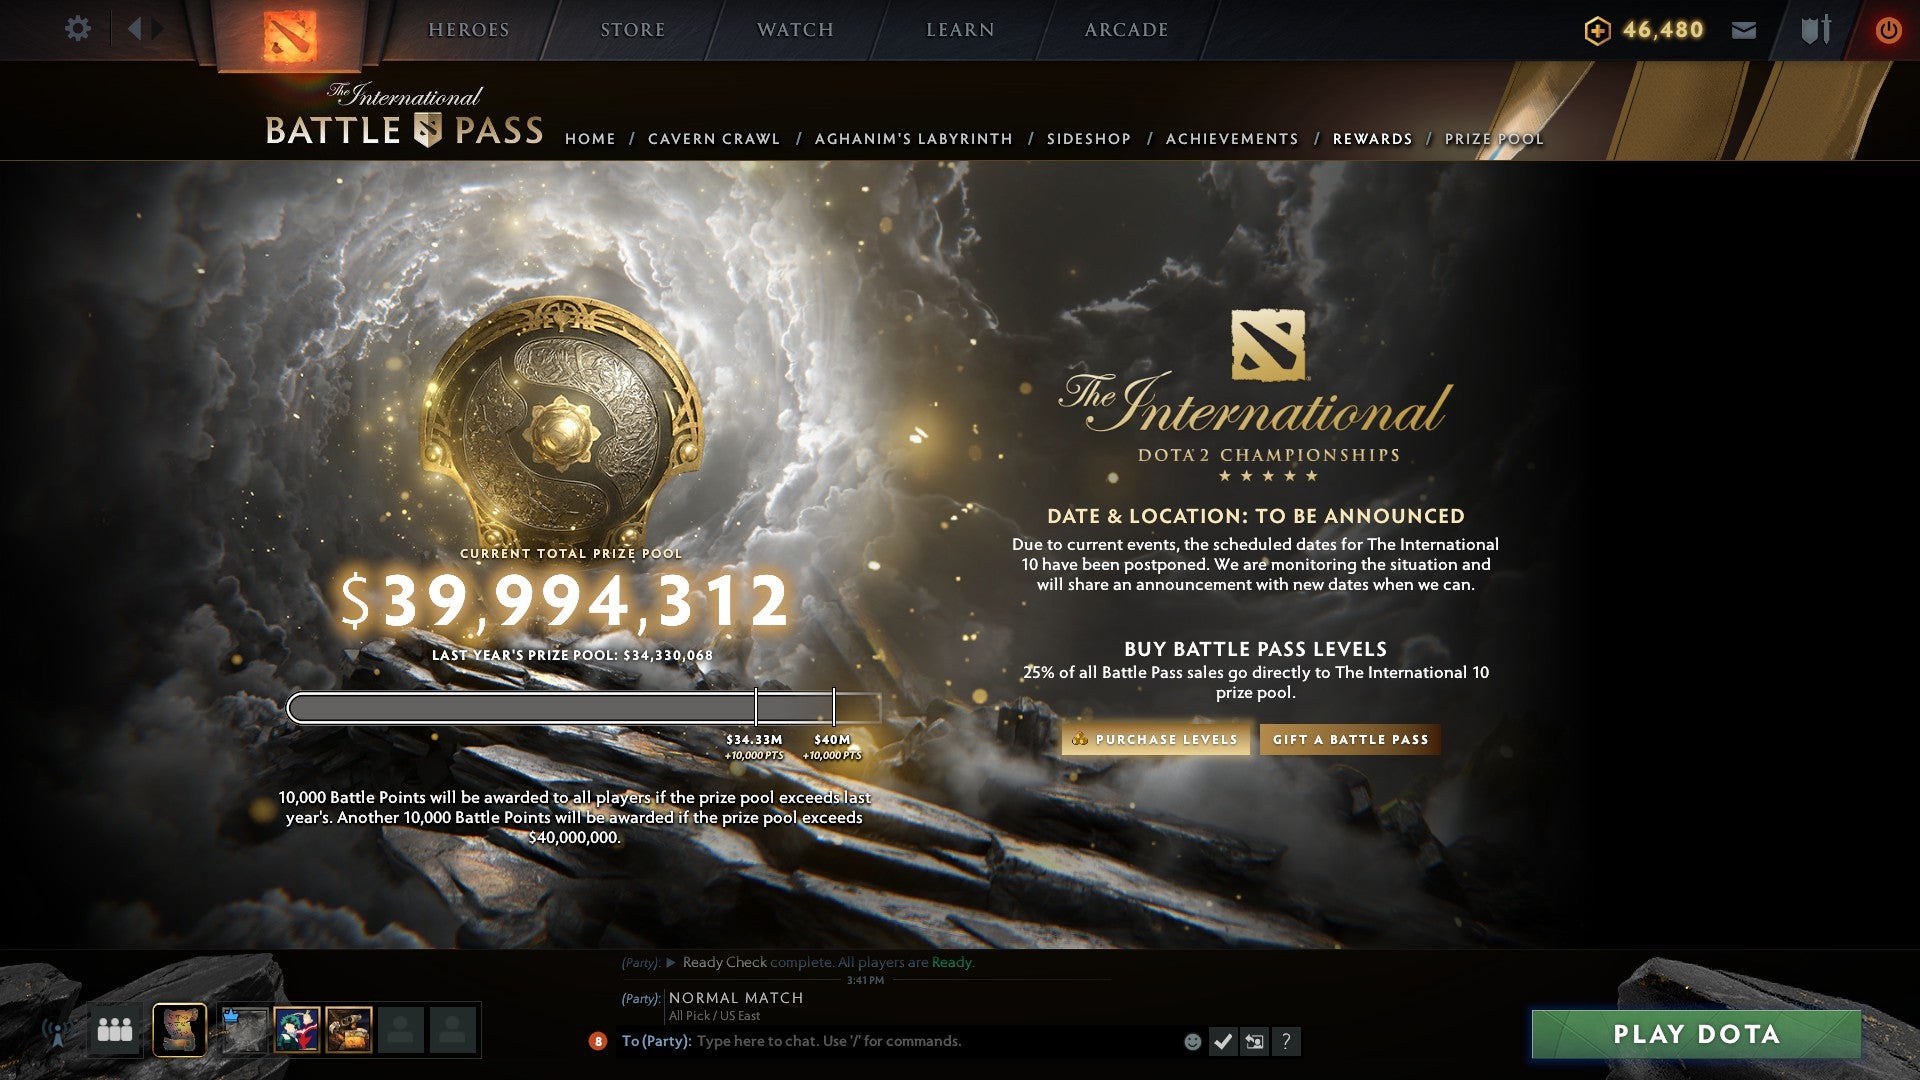 HEROES
STORE
WATCH
LEARN
ARCADE
46,480
The International
BATTLE PASS
HOME / CAVERN CRAWL / AGHANIM'S LABYRINTH / SIDESHOP / ACHIEVEMENTS / REWARDS / PRIZE POOL
CURRENT TOTAL PRIZE POOL
$39,994,312
LAST YEAR'S PRIZE POOL: $34,330,068
$34.33M
+10,000 PTS
$40M
+10,000 PTS
10,000 Battle Points will be awarded to all players if the prize pool exceeds last
year's. Another 10,000 Battle Points will be awarded if the prize pool exceeds
$40,000,000.
The International
DOTA 2 CHAMPIONSHIPS
DATE & LOCATION: TO BE ANNOUNCED
Due to current events, the scheduled dates for The International
10 have been postponed. We are monitoring the situation and
will share an announcement with new dates when we can.
BUY BATTLE PASS LEVELS
25% of all Battle Pass sales go directly to The International 10
prize pool.
PURCHASE LEVELS
GIFT A BATTLE PASS
(Party): Ready Check complete. All players are Ready.
3:41 PM
(Party): NORMAL MATCH
All Pick / US East
8
To (Party): Type here to chat. Use '/' for commands.
?
PLAY DOTA